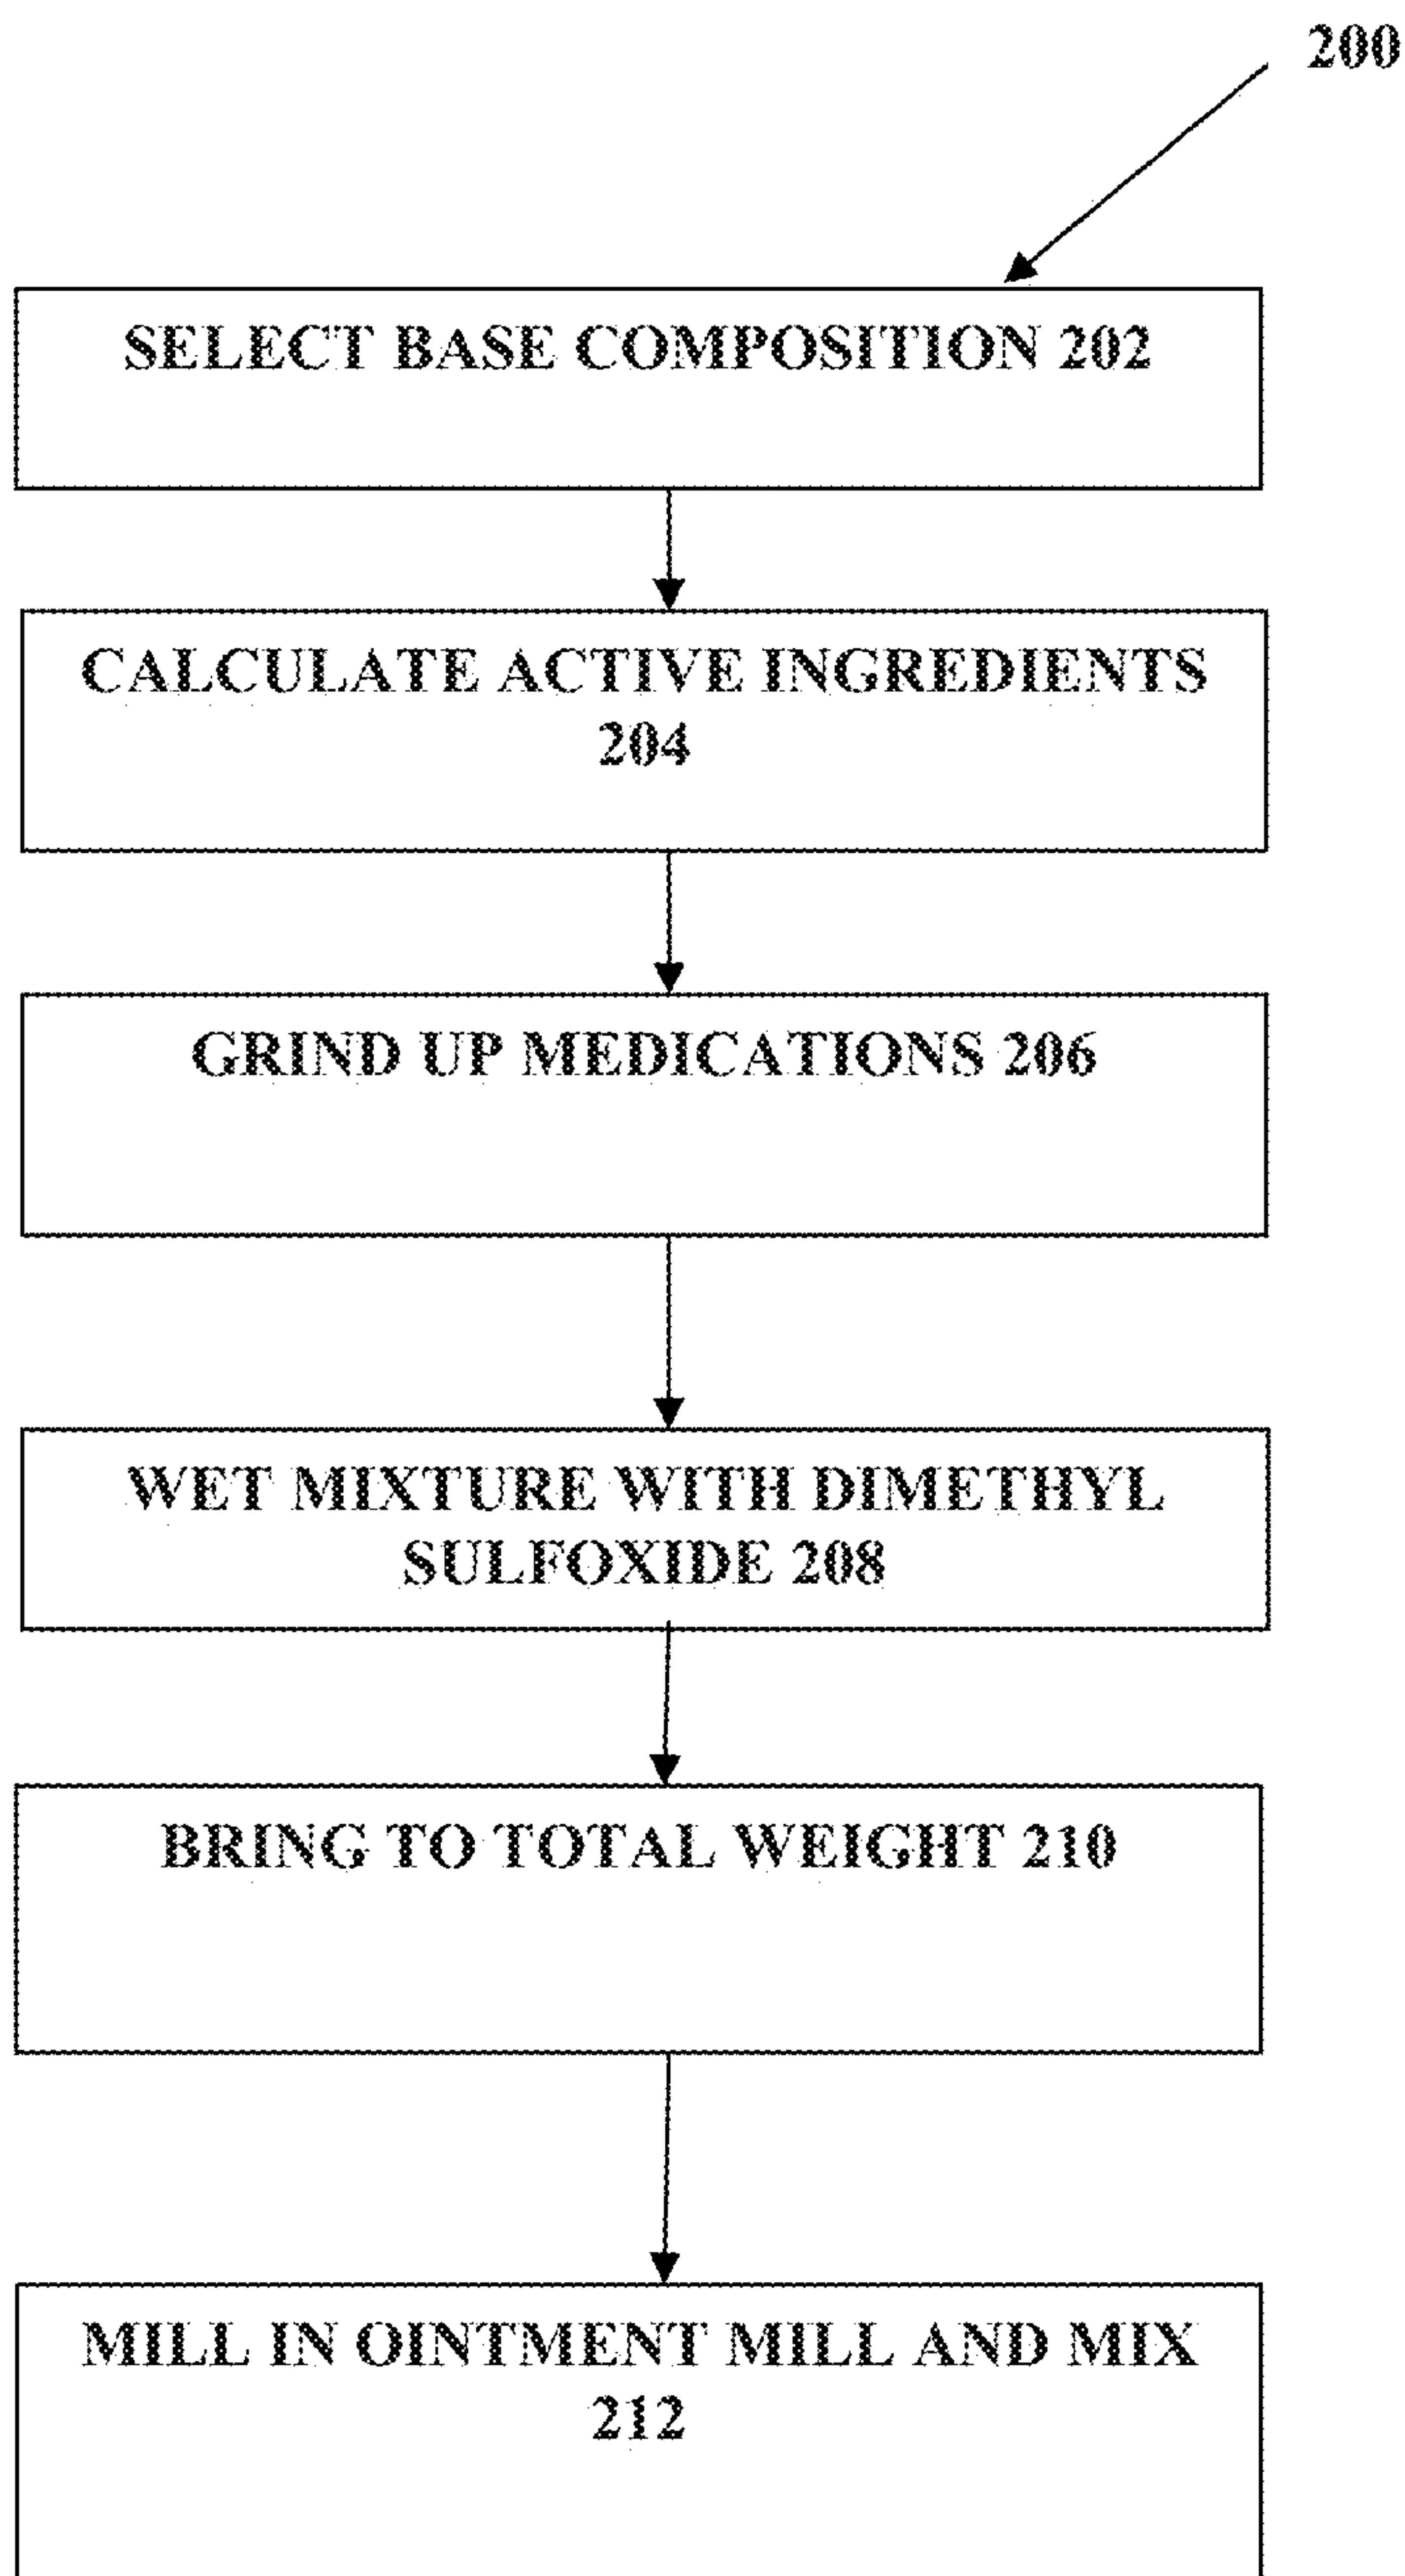 200
SELECT BASE COMPOSITION 202
CALCULATE ACTIVE INGREDIENTS
204
GRIND UP MEDICATIONS 206
WET MIXTURE WITH DIMETHYL
SULFOXIDE 208
BRING TO TOTAL WEIGHT 210
MILL IN OINTMENT MILL AND MIX
212